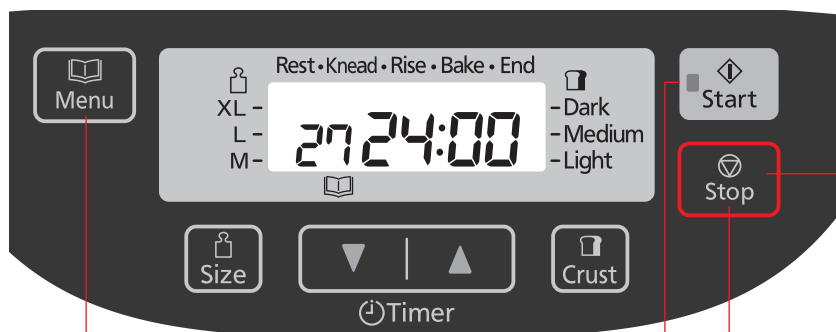 Rest • Knead • Rise • Bake • End
Menu
XL –
L –
M –
27 24:00
– Dark
– Medium
– Light
Start
Stop
Size
Crust
Timer